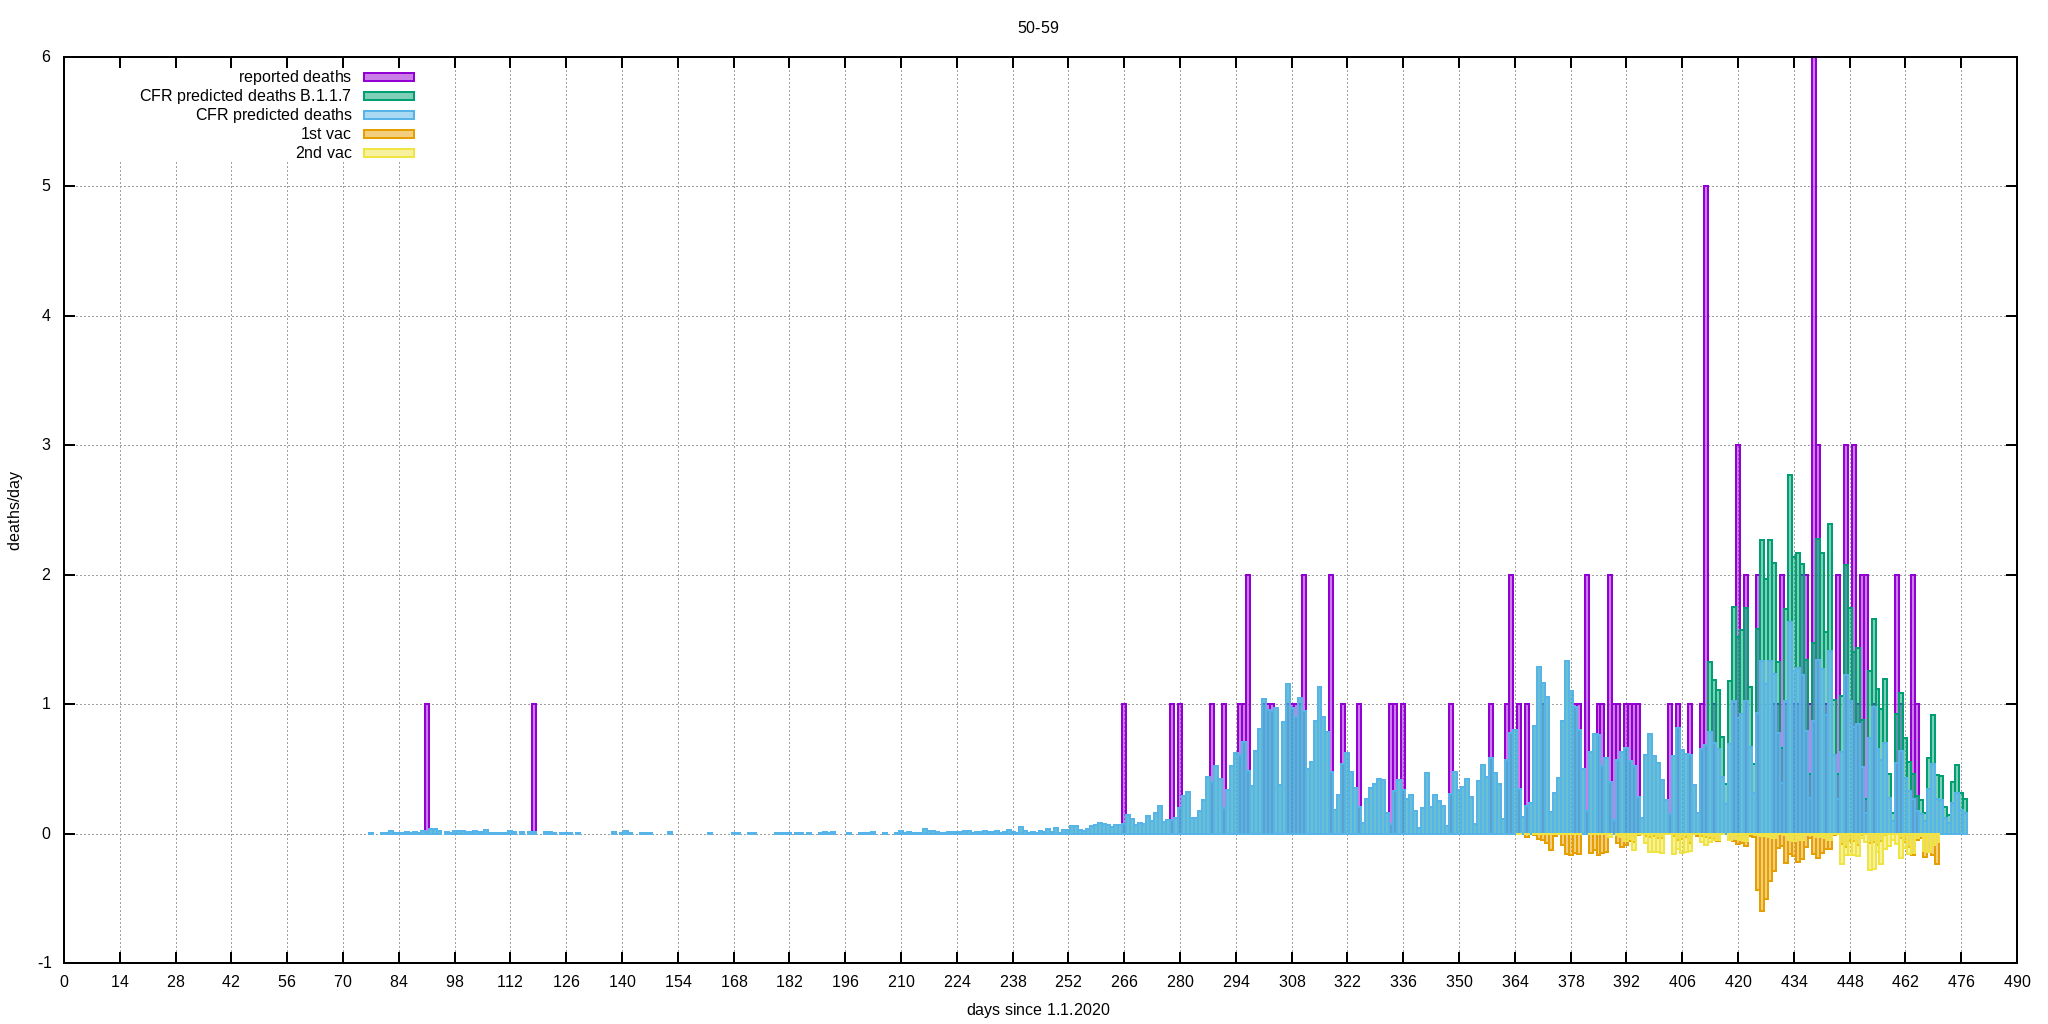 50-59
reported deaths
CFR predicted deaths B.1.1.7
CFR predicted deaths
1st vac
2nd vac
6
5
4
3
2
1
0
-1
deaths/day
0 14 28 42 56 70 84 98 112 126 140 154 168 182 196 210 224 238 252 266 280 294 308 322 336 350 364 378 392 406 420 434 448 462 476 490
days since 1.1.2020